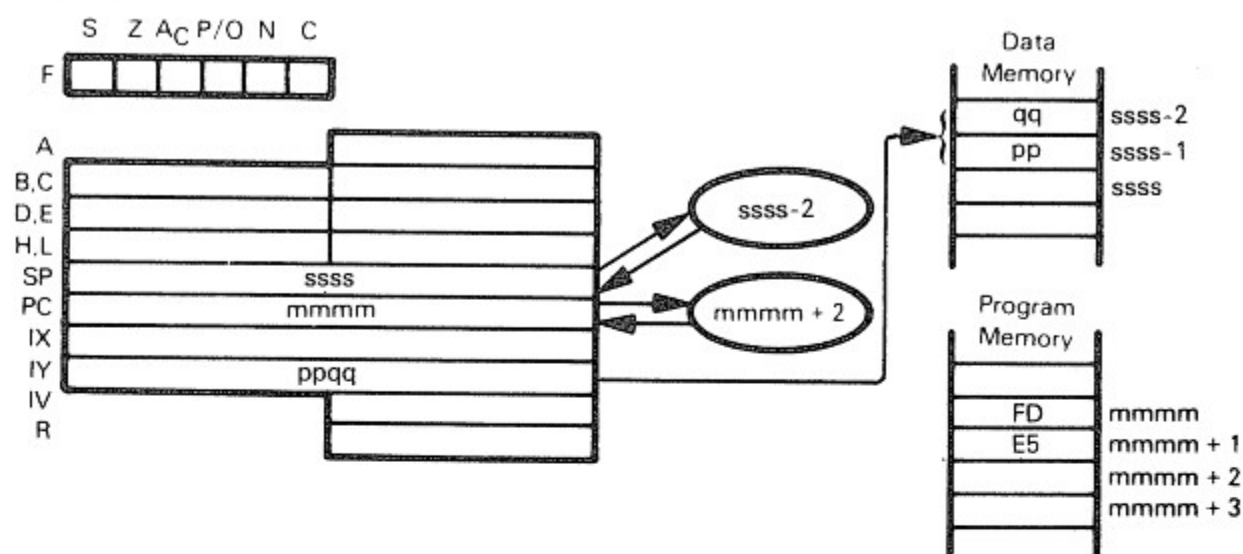 S Z AC P/O N C
F
A
B,C
D,E
H,L
SP ssss
PC mmmm
IX
IY ppqq
IV
R
ssss-2
mmmm + 2
Data
Memory
qq ssss-2
pp ssss-1
ssss
Program
Memory
FD mmmm
E5 mmmm + 1
mmmm + 2
mmmm + 3